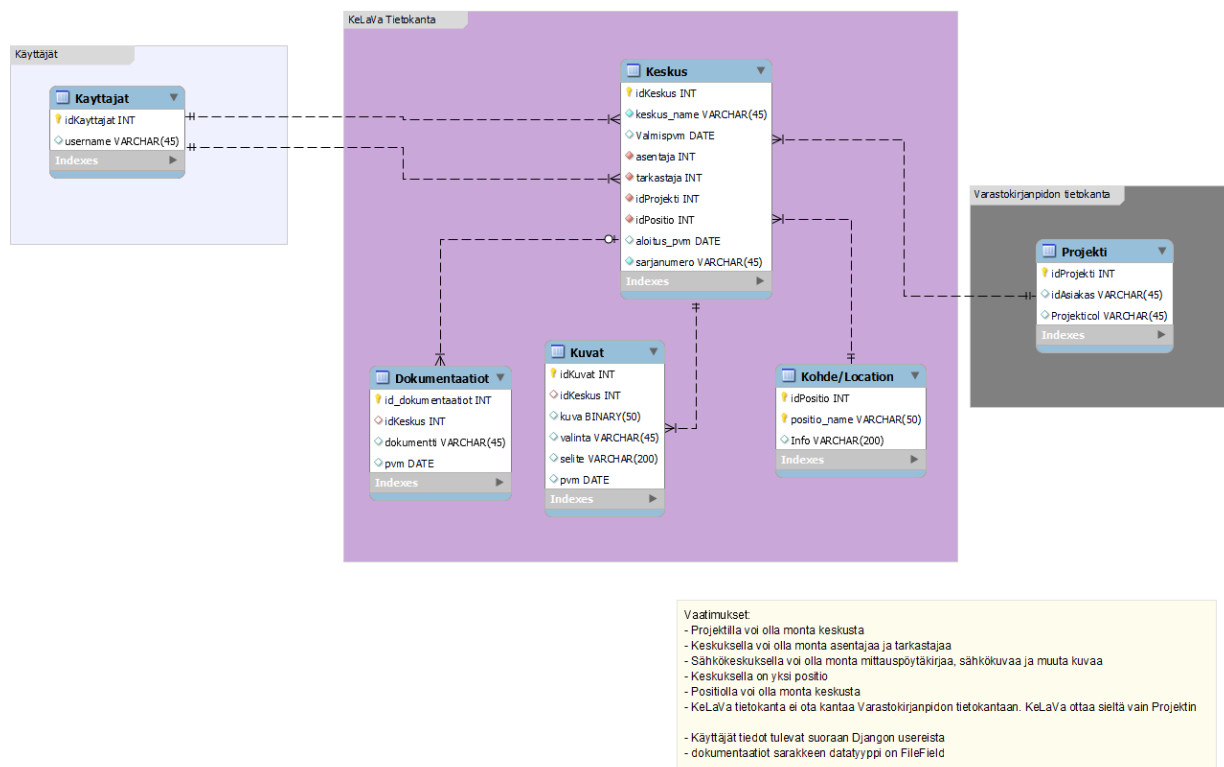 KeLaVa Tietokanta
Käyttäjät
Kayttajat
idKayttajat INT
username VARCHAR(45)
Indexes
Keskus
idKeskus INT
keskus_name VARCHAR(45)
Valmispvm DATE
asentaja INT
tarkastaja INT
idProjekti INT
idPositio INT
aloitus_pvm DATE
sarjanumero VARCHAR(45)
Indexes
Varastokirjanpidon tietokanta
Projekti
idProjekti INT
idAsiakas VARCHAR(45)
Projekticol VARCHAR(45)
Indexes
Dokumentaatiot
id_dokumentaatiot INT
idKeskus INT
dokumentti VARCHAR(45)
pvm DATE
Indexes
Kuvat
idKuvat INT
idKeskus INT
kuva BINARY(50)
valinta VARCHAR(45)
selite VARCHAR(200)
pvm DATE
Indexes
Kohde/Location
idPositio INT
positio_name VARCHAR(50)
Info VARCHAR(200)
Indexes
Vaatimukset:
- Projektilla voi olla monta keskusta
- Keskuksella voi olla monta asentajaa ja tarkastajaa
- Sähkökeskuksella voi olla monta mittauspöytäkirjaa, sähkökuvaa ja muuta kuvaa
- Keskuksella on yksi positio
- Positiolla voi olla monta keskusta
- KeLaVa tietokanta ei ota kantaa Varastokirjanpidon tietokantaan. KeLaVa ottaa sieltä vain Projektin
- Käyttäjät tiedot tulevat suoraan Djangon usereista
- dokumentaatiot sarakkeen datatyyppi on FileField